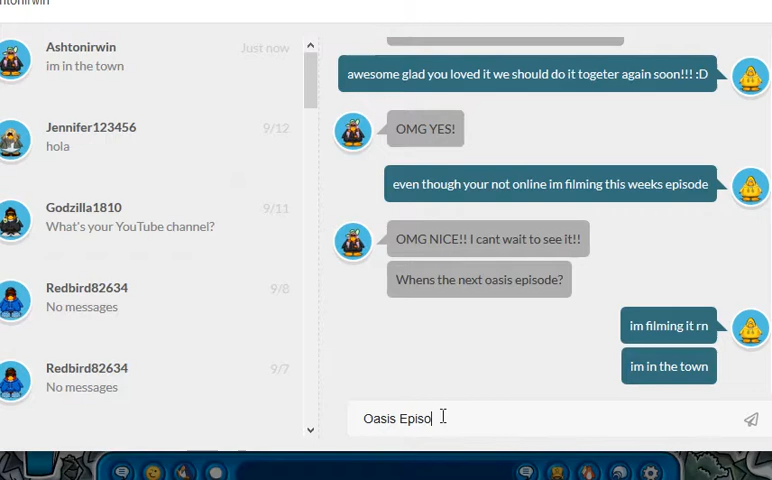 Ashtonirwin
Just now
im in the town
Jennifer123456
9/12
hola
Godzilla1810
9/11
What's your YouTube channel?
Redbird82634
9/8
No messages
Redbird82634
9/7
No messages
awesome glad you loved it we should do it togeter again soon!!! :D
OMG YES!
even though your not online im filming this weeks episode
OMG NICE!! I cant wait to see it!!
Whens the next oasis episode?
im filming it rn
im in the town
Oasis Episo